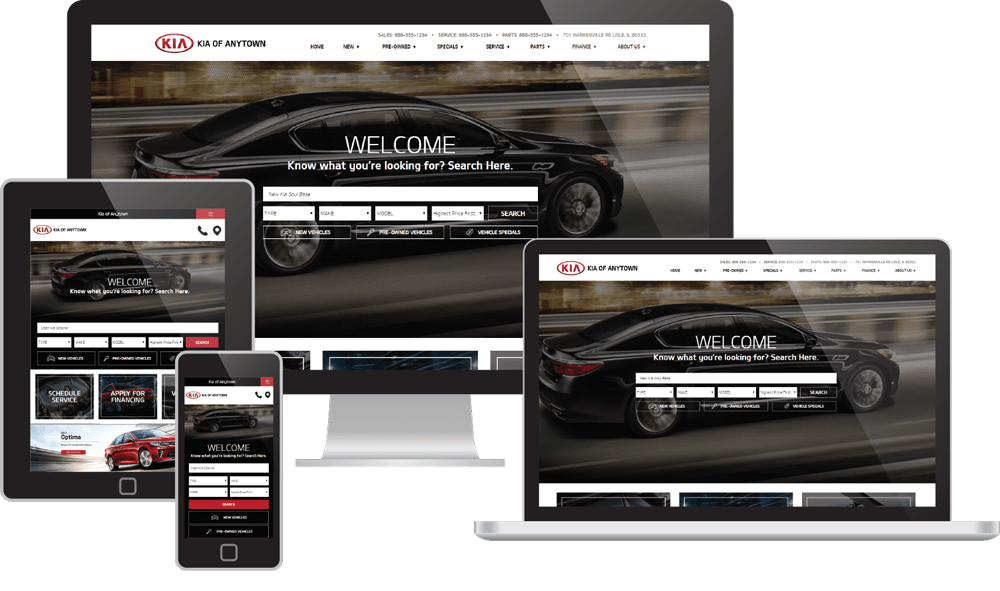 SALES: 888-555-1234 • SERVICE: 888-555-1234 • PARTS: 888-555-1234 • 701 WARRENVILLE RD LISLE, IL 60532
KIA KIA OF ANYTOWN
HOME NEW PRE-OWNED SPECIALS SERVICE PARTS FINANCE ABOUT US
WELCOME
Know what you're looking for? Search Here.
New Kia Soul Base
TYPE MAKE MODEL Highest Price First SEARCH
NEW VEHICLES PRE-OWNED VEHICLES VEHICLE SPECIALS
Kia of Anytown
KIA KIA OF ANYTOWN
WELCOME
Know what you're looking for? Search Here.
TYPE MAKE MODEL Highest Price First SEARCH
NEW VEHICLES PRE-OWNED VEHICLES
SCHEDULE SERVICE
APPLY FOR FINANCING
V
Optima
Kia of Anytown
KIA KIA OF ANYTOWN
WELCOME
Know what you're looking for? Search Here.
TYPE MAKE
Highest Price First
SEARCH
NEW VEHICLES
PRE-OWNED VEHICLES
SALES: 888-555-1234 • SERVICE: 888-555-1234 • PARTS: 888-555-1234 • 701 WARRENVILLE RD LISLE, IL 60532
KIA KIA OF ANYTOWN
HOME NEW PRE-OWNED SPECIALS SERVICE PARTS FINANCE ABOUT US
WELCOME
Know what you're looking for? Search Here.
New Kia Soul Base
TYPE MAKE MODEL Highest Price First SEARCH
NEW VEHICLES PRE-OWNED VEHICLES VEHICLE SPECIALS